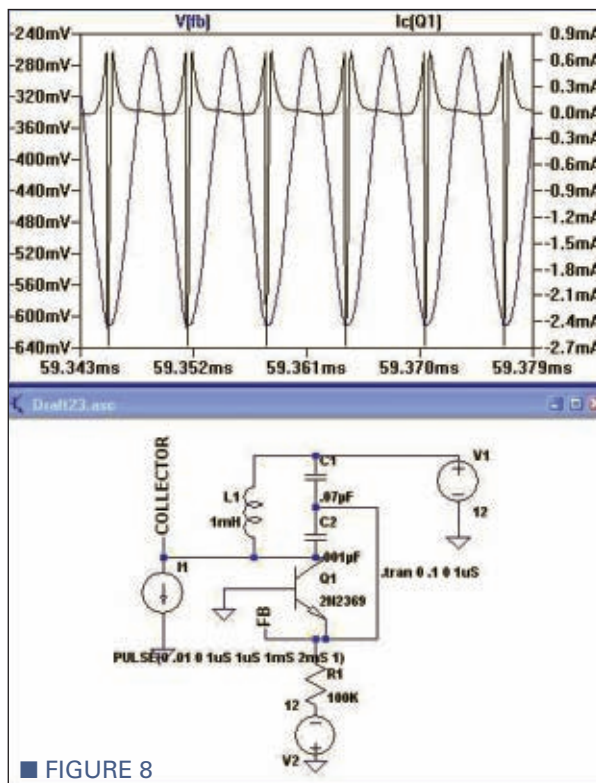 V[fb] Ic(Q1)
-240mV 0.9mA
-280mV 0.6mA
-320mV 0.3mA
-360mV 0.0mA
-400mV -0.3mA
-440mV -0.6mA
-480mV -0.9mA
-520mV -1.2mA
-560mV -1.5mA
-600mV -1.8mA
-640mV -2.1mA
-2.4mA
-2.7mA
59.343ms 59.352ms 59.361ms 59.370ms 59.379ms
Draft23.asc
COLLECTOR
L1
1mH
C1
.07µF
C2
.001µF
V1
12
I1
Q1
2N2369
.tran 0 .1 0 1uS
FB
PULSE(0 .01 0 1uS 1uS 1mS 2mS 1)
R1
100K
12
V2
FIGURE 8